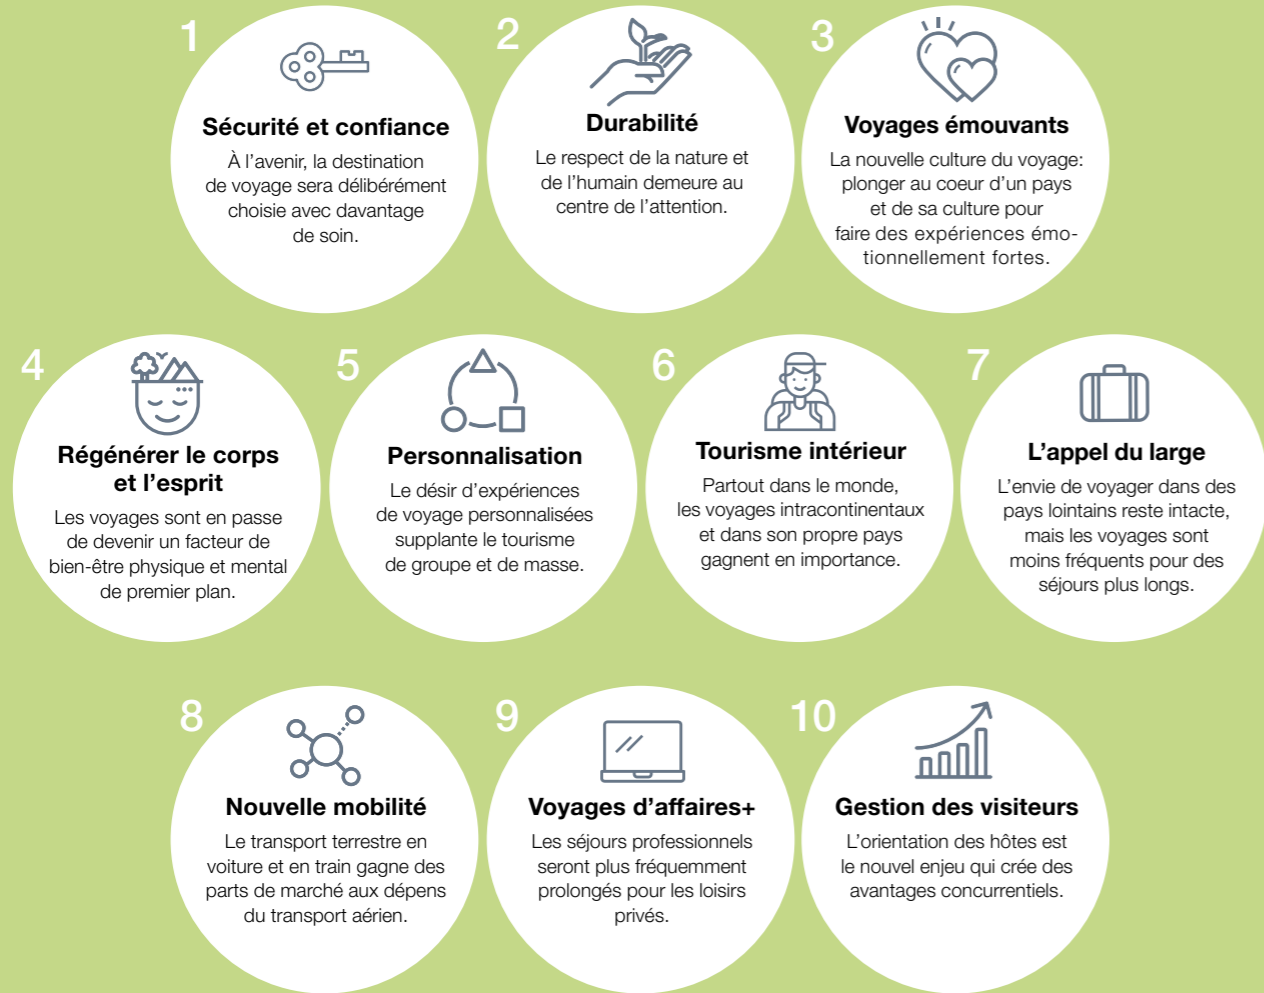 1
Sécurité et confiance
À l'avenir, la destination
de voyage sera délibérément
choisie avec davantage
de soin.
2
Durabilité
Le respect de la nature et
de l'humain demeure au
centre de l'attention.
3
Voyages émouvants
La nouvelle culture du voyage:
plonger au coeur d'un pays
et de sa culture pour
faire des expériences émo-
tionnellement fortes.
4
Régénérer le corps
et l'esprit
Les voyages sont en passe
de devenir un facteur de
bien-être physique et mental
de premier plan.
5
Personnalisation
Le désir d'expériences
de voyage personnalisées
supplante le tourisme
de groupe et de masse.
6
Tourisme intérieur
Partout dans le monde,
les voyages intracontinentaux
et dans son propre pays
gagnent en importance.
7
L'appel du large
L'envie de voyager dans des
pays lointains reste intacte,
mais les voyages sont
moins fréquents pour des
séjours plus longs.
8
Nouvelle mobilité
Le transport terrestre en
voiture et en train gagne des
parts de marché aux dépens
du transport aérien.
9
Voyages d'affaires+
Les séjours professionnels
seront plus fréquemment
prolongés pour les loisirs
privés.
10
Gestion des visiteurs
L'orientation des hôtes est
le nouvel enjeu qui crée des
avantages concurrentiels.